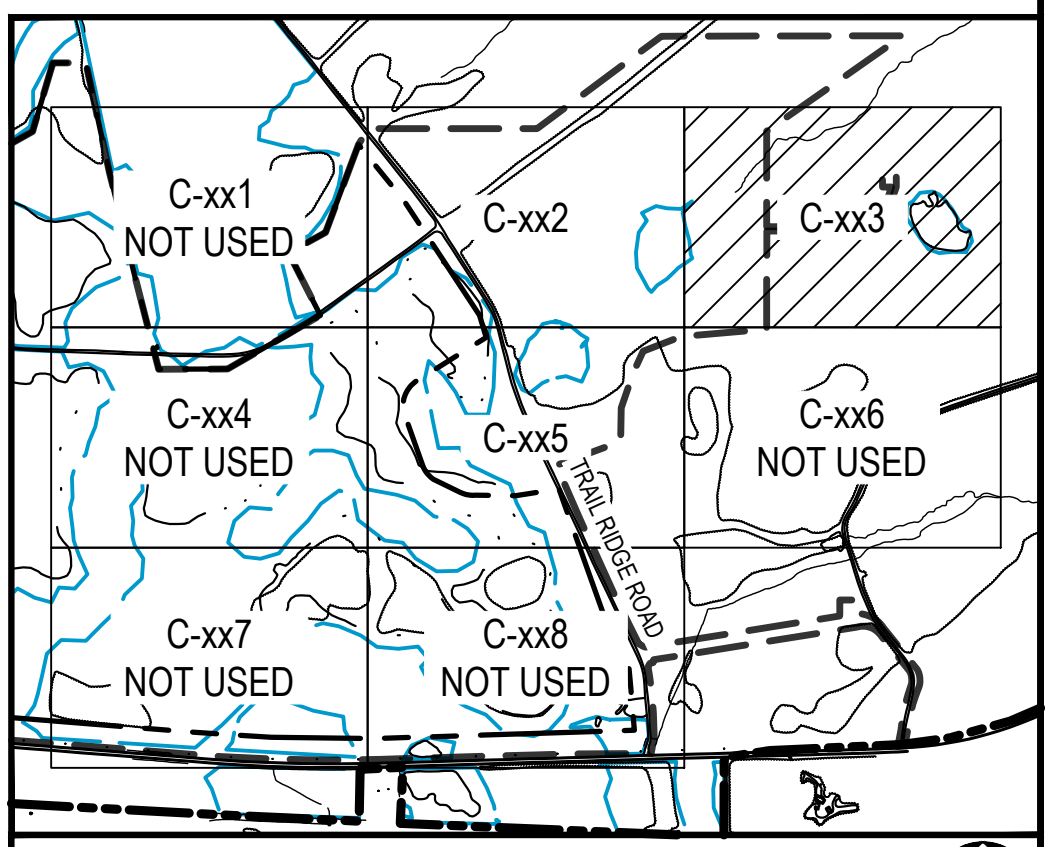 C-xx1
NOT USED
C-xx2
C-xx3
C-xx4
NOT USED
C-xx5
C-xx6
NOT USED
TRAIL RIDGE ROAD
C-xx7
NOT USED
C-xx8
NOT USED